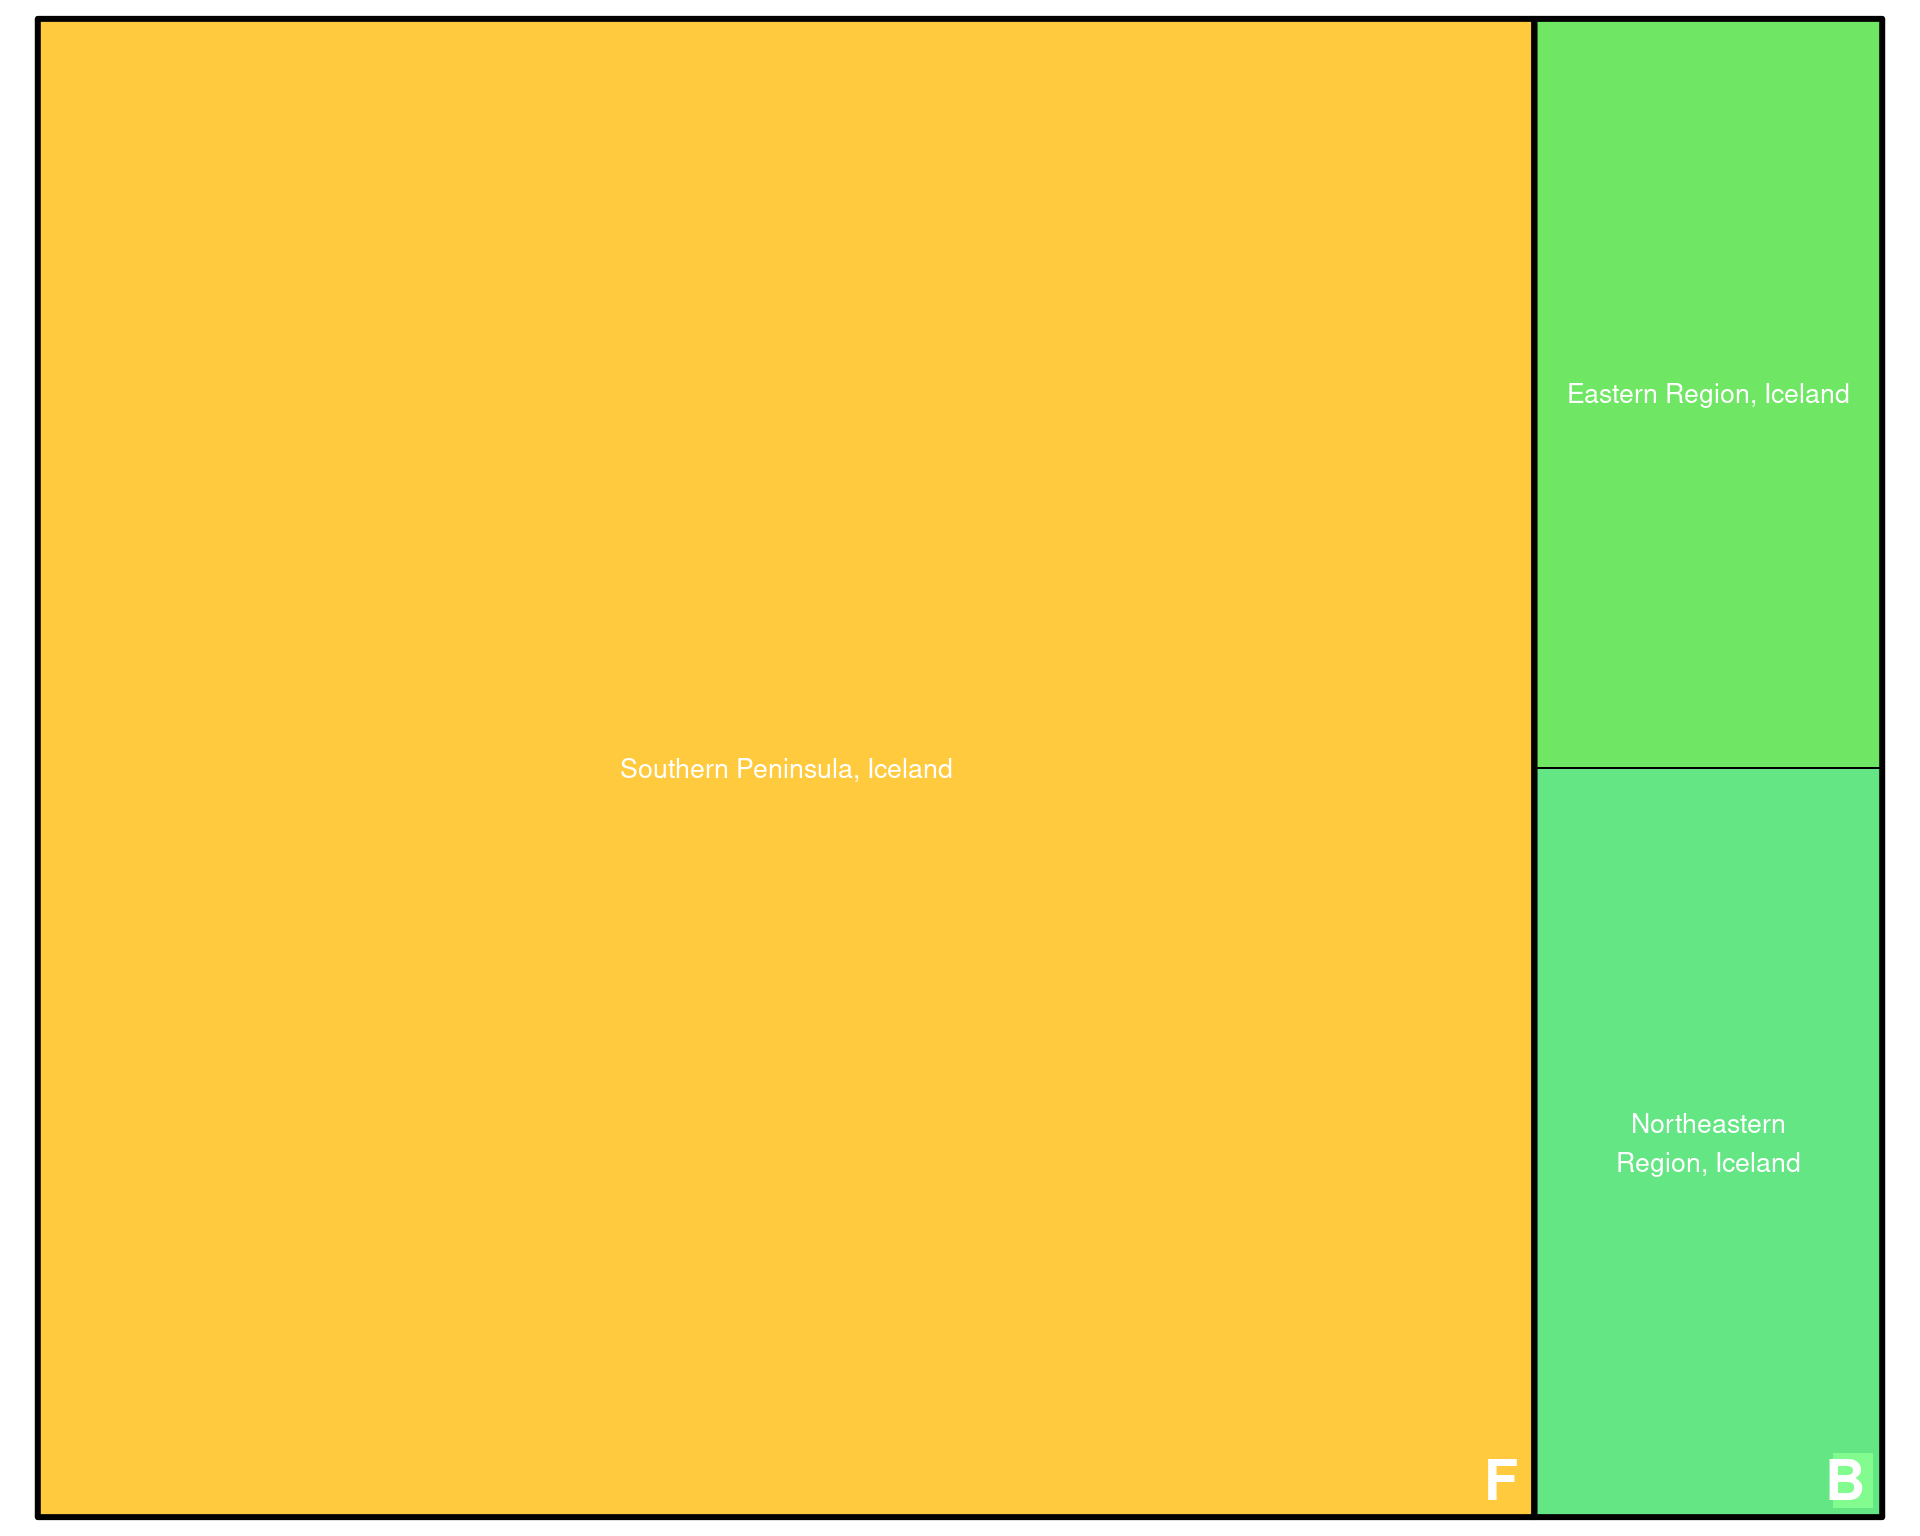 Southern Peninsula, Iceland
F
Eastern Region, Iceland
Northeastern
Region, Iceland
B